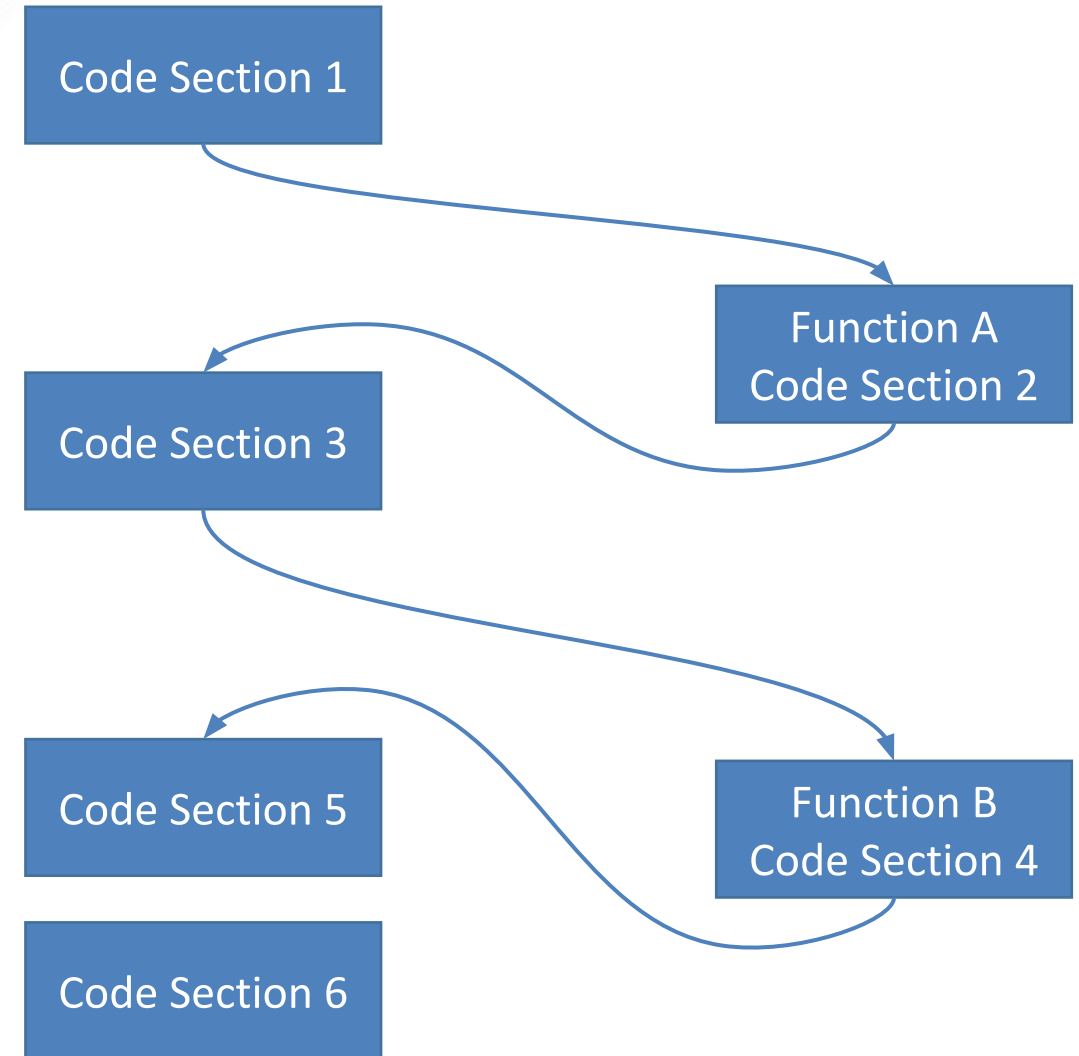 Code Section 1
Function A
Code Section 2
Code Section 3
Function B
Code Section 4
Code Section 5
Code Section 6